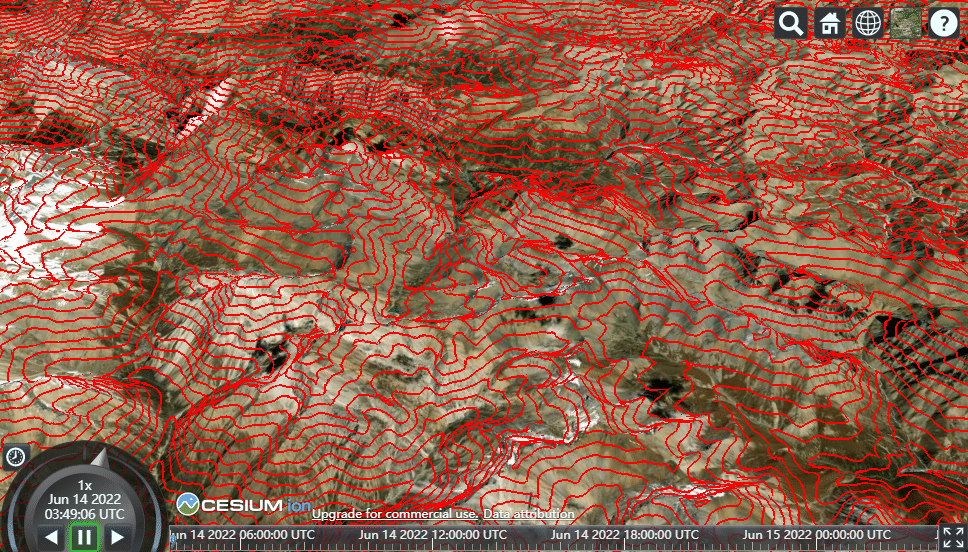 ?
1x
Jun 14 2022
03:49:06 UTC
CESIUM ion
Upgrade for commercial use. Data attribution
un 14 2022 06:00:00 UTC
Jun 14 2022 12:00:00 UTC
Jun 14 2022 18:00:00 UTC
Jun 15 2022 00:00:00 UTC